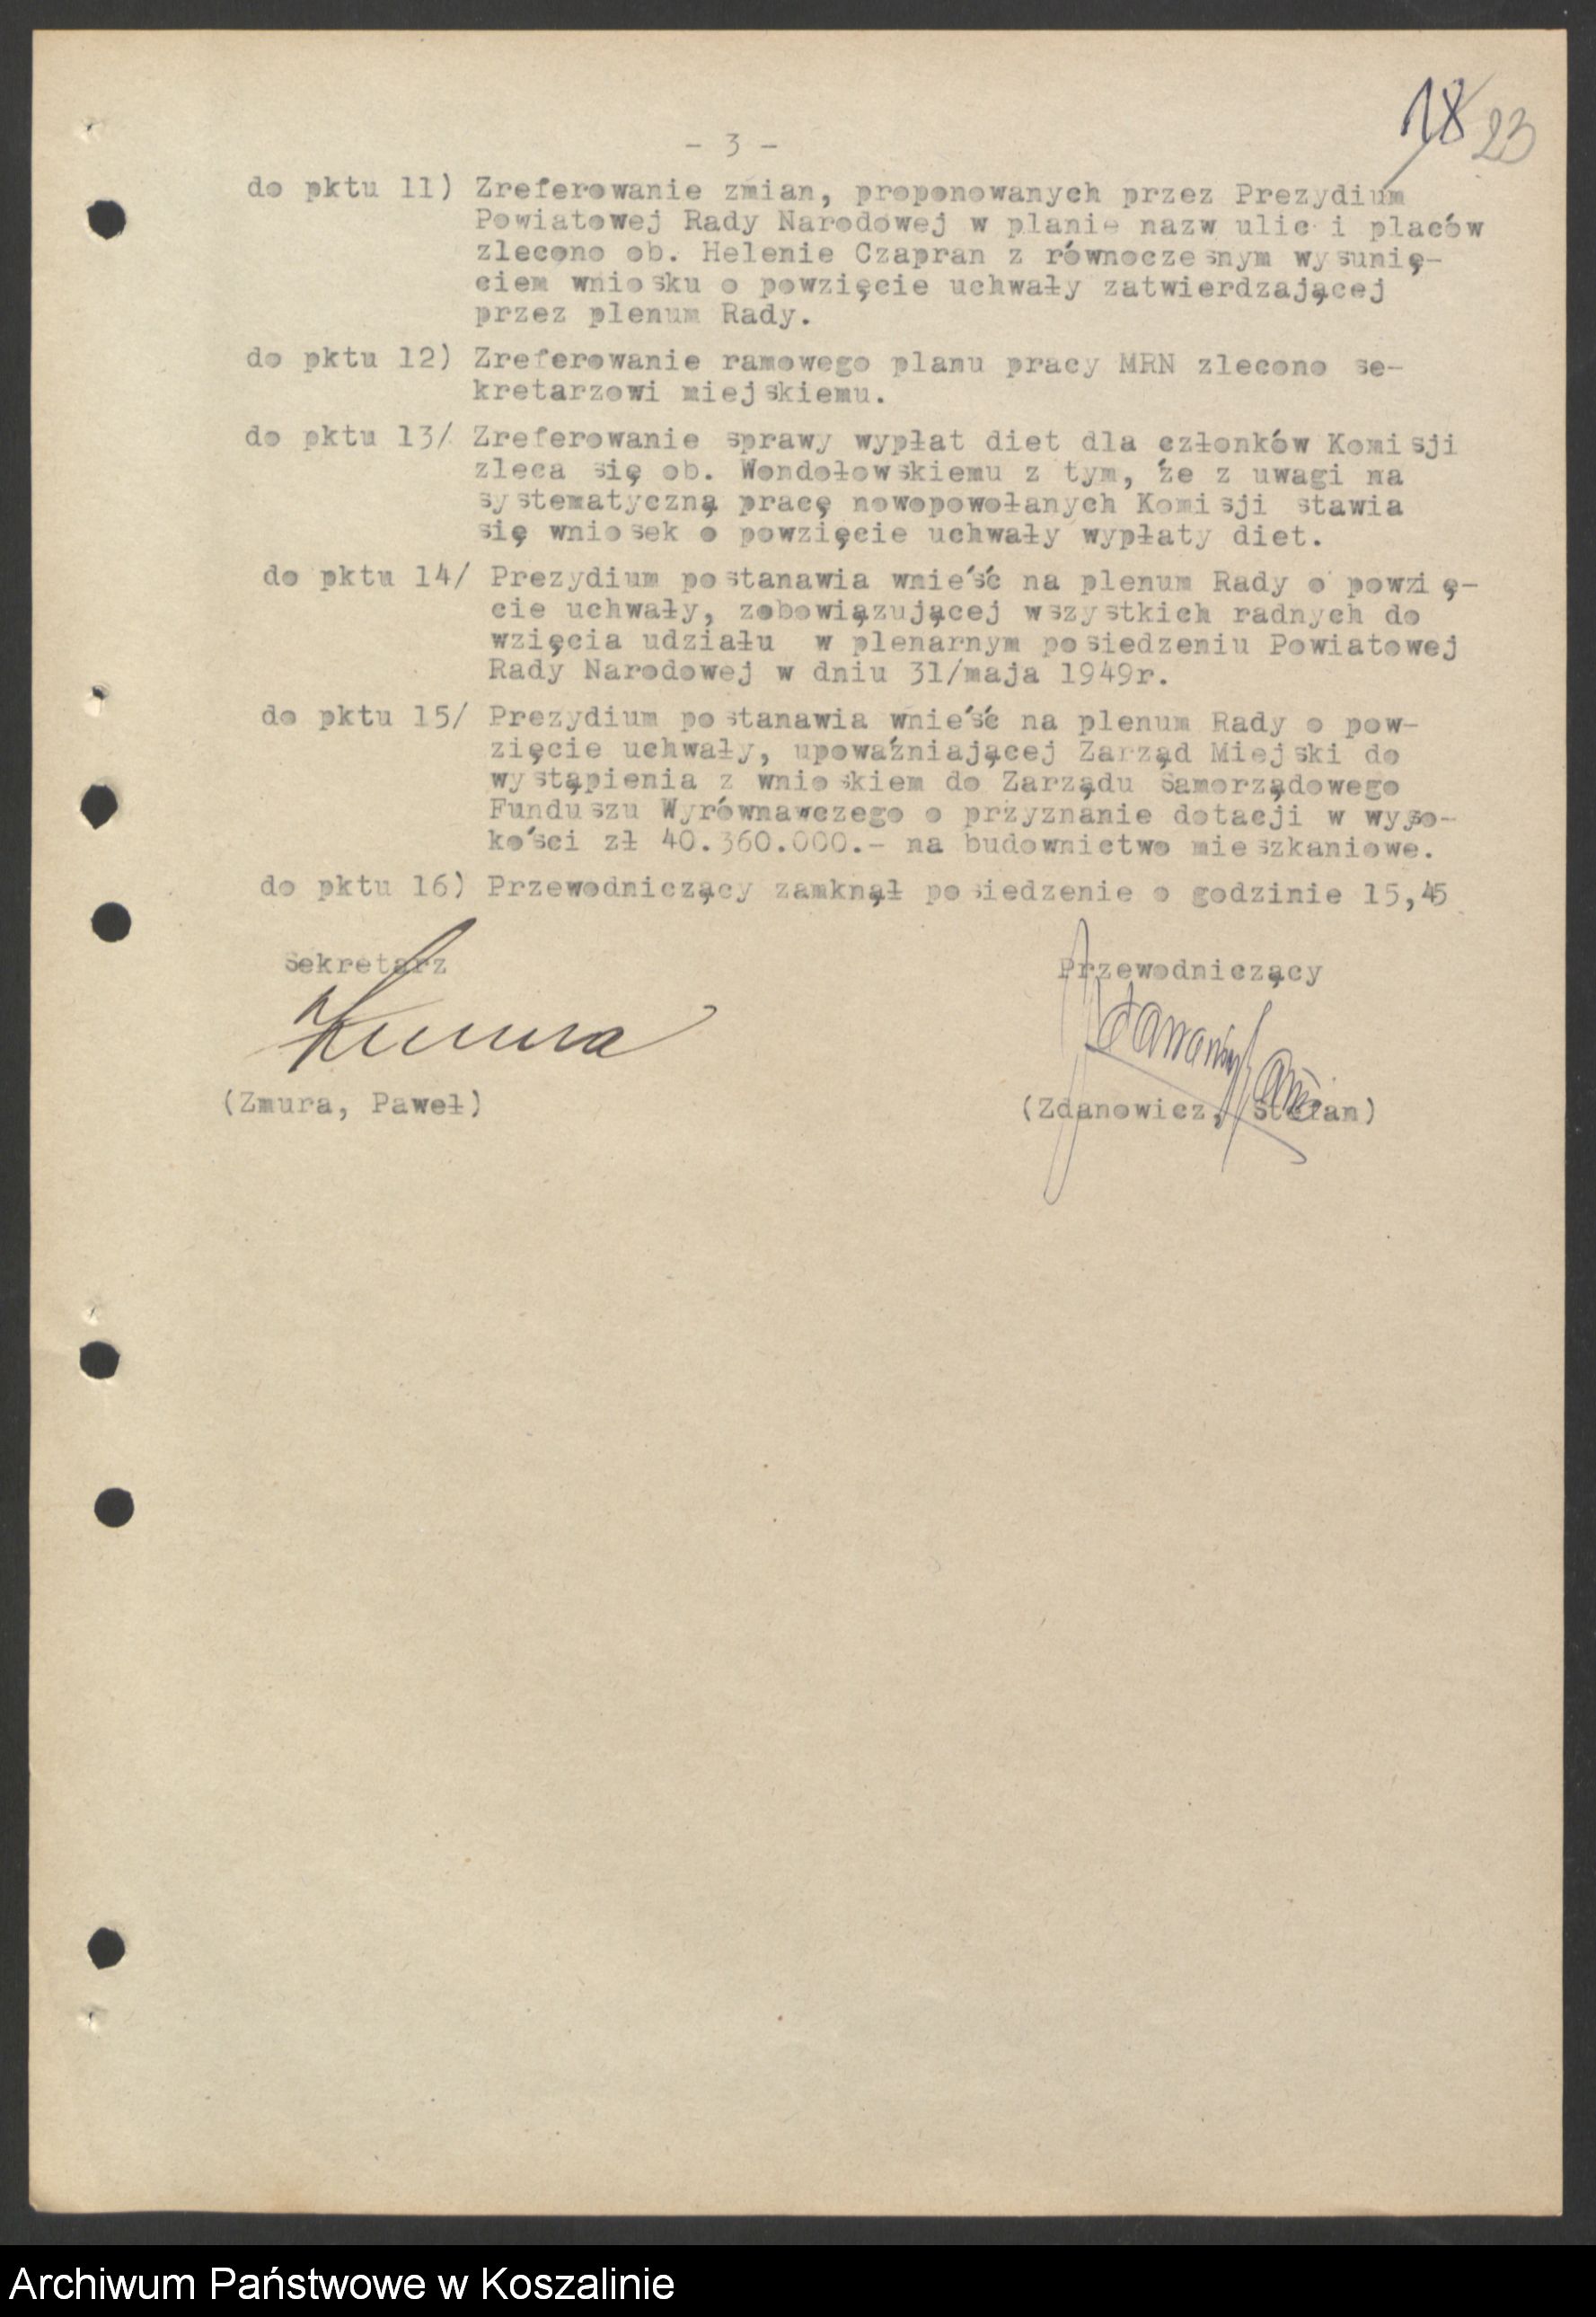 18 23
- 3 -
do pktu 11) Zreferowanie zmian, proponowanych przez Prezydium
Powiatowej Rady Narodowej w planie nazw ulic i placów
zlecono ob. Helenie Czapran z równoczesnym wysunię-
ciem wniosku o powzięcie uchwały zatwierdzającej
przez plenum Rady.
do pktu 12) Zreferowanie ramowego planu pracy MRN zlecono se-
kretarzowi miejskiemu.
do pktu 13/ Zreferowanie sprawy wypłat diet dla członków Komisji
zleca się ob. Wondołowskiemu z tym, że z uwagi na
systematyczną pracę nowopowołanych Komisji stawia
się wniosek o powzięcie uchwały wypłaty diet.
do pktu 14/ Prezydium postanawia wnieść na plenum Rady o powzię-
cie uchwały, zobowiązującej wszystkich radnych do
wzięcia udziału w plenarnym posiedzeniu Powiatowej
Rady Narodowej w dniu 31/maja 1949r.
do pktu 15/ Prezydium postanawia wnieść na plenum Rady o pow-
zięcie uchwały, upoważniającej Zarząd Miejski do
wystąpienia z wnioskiem do Zarządu Samorządowego
Funduszu Wyrównawczego o przyznanie dotacji w wyso-
kości zł 40.360.000.- na budownictwo mieszkaniowe.
do pktu 16) Przewodniczący zamknął posiedzenie o godzinie 15,45
Sekretarz Przewodniczący
(Zmura, Paweł) (Zdanowicz, Stefan)
Archiwum Państwowe w Koszalinie